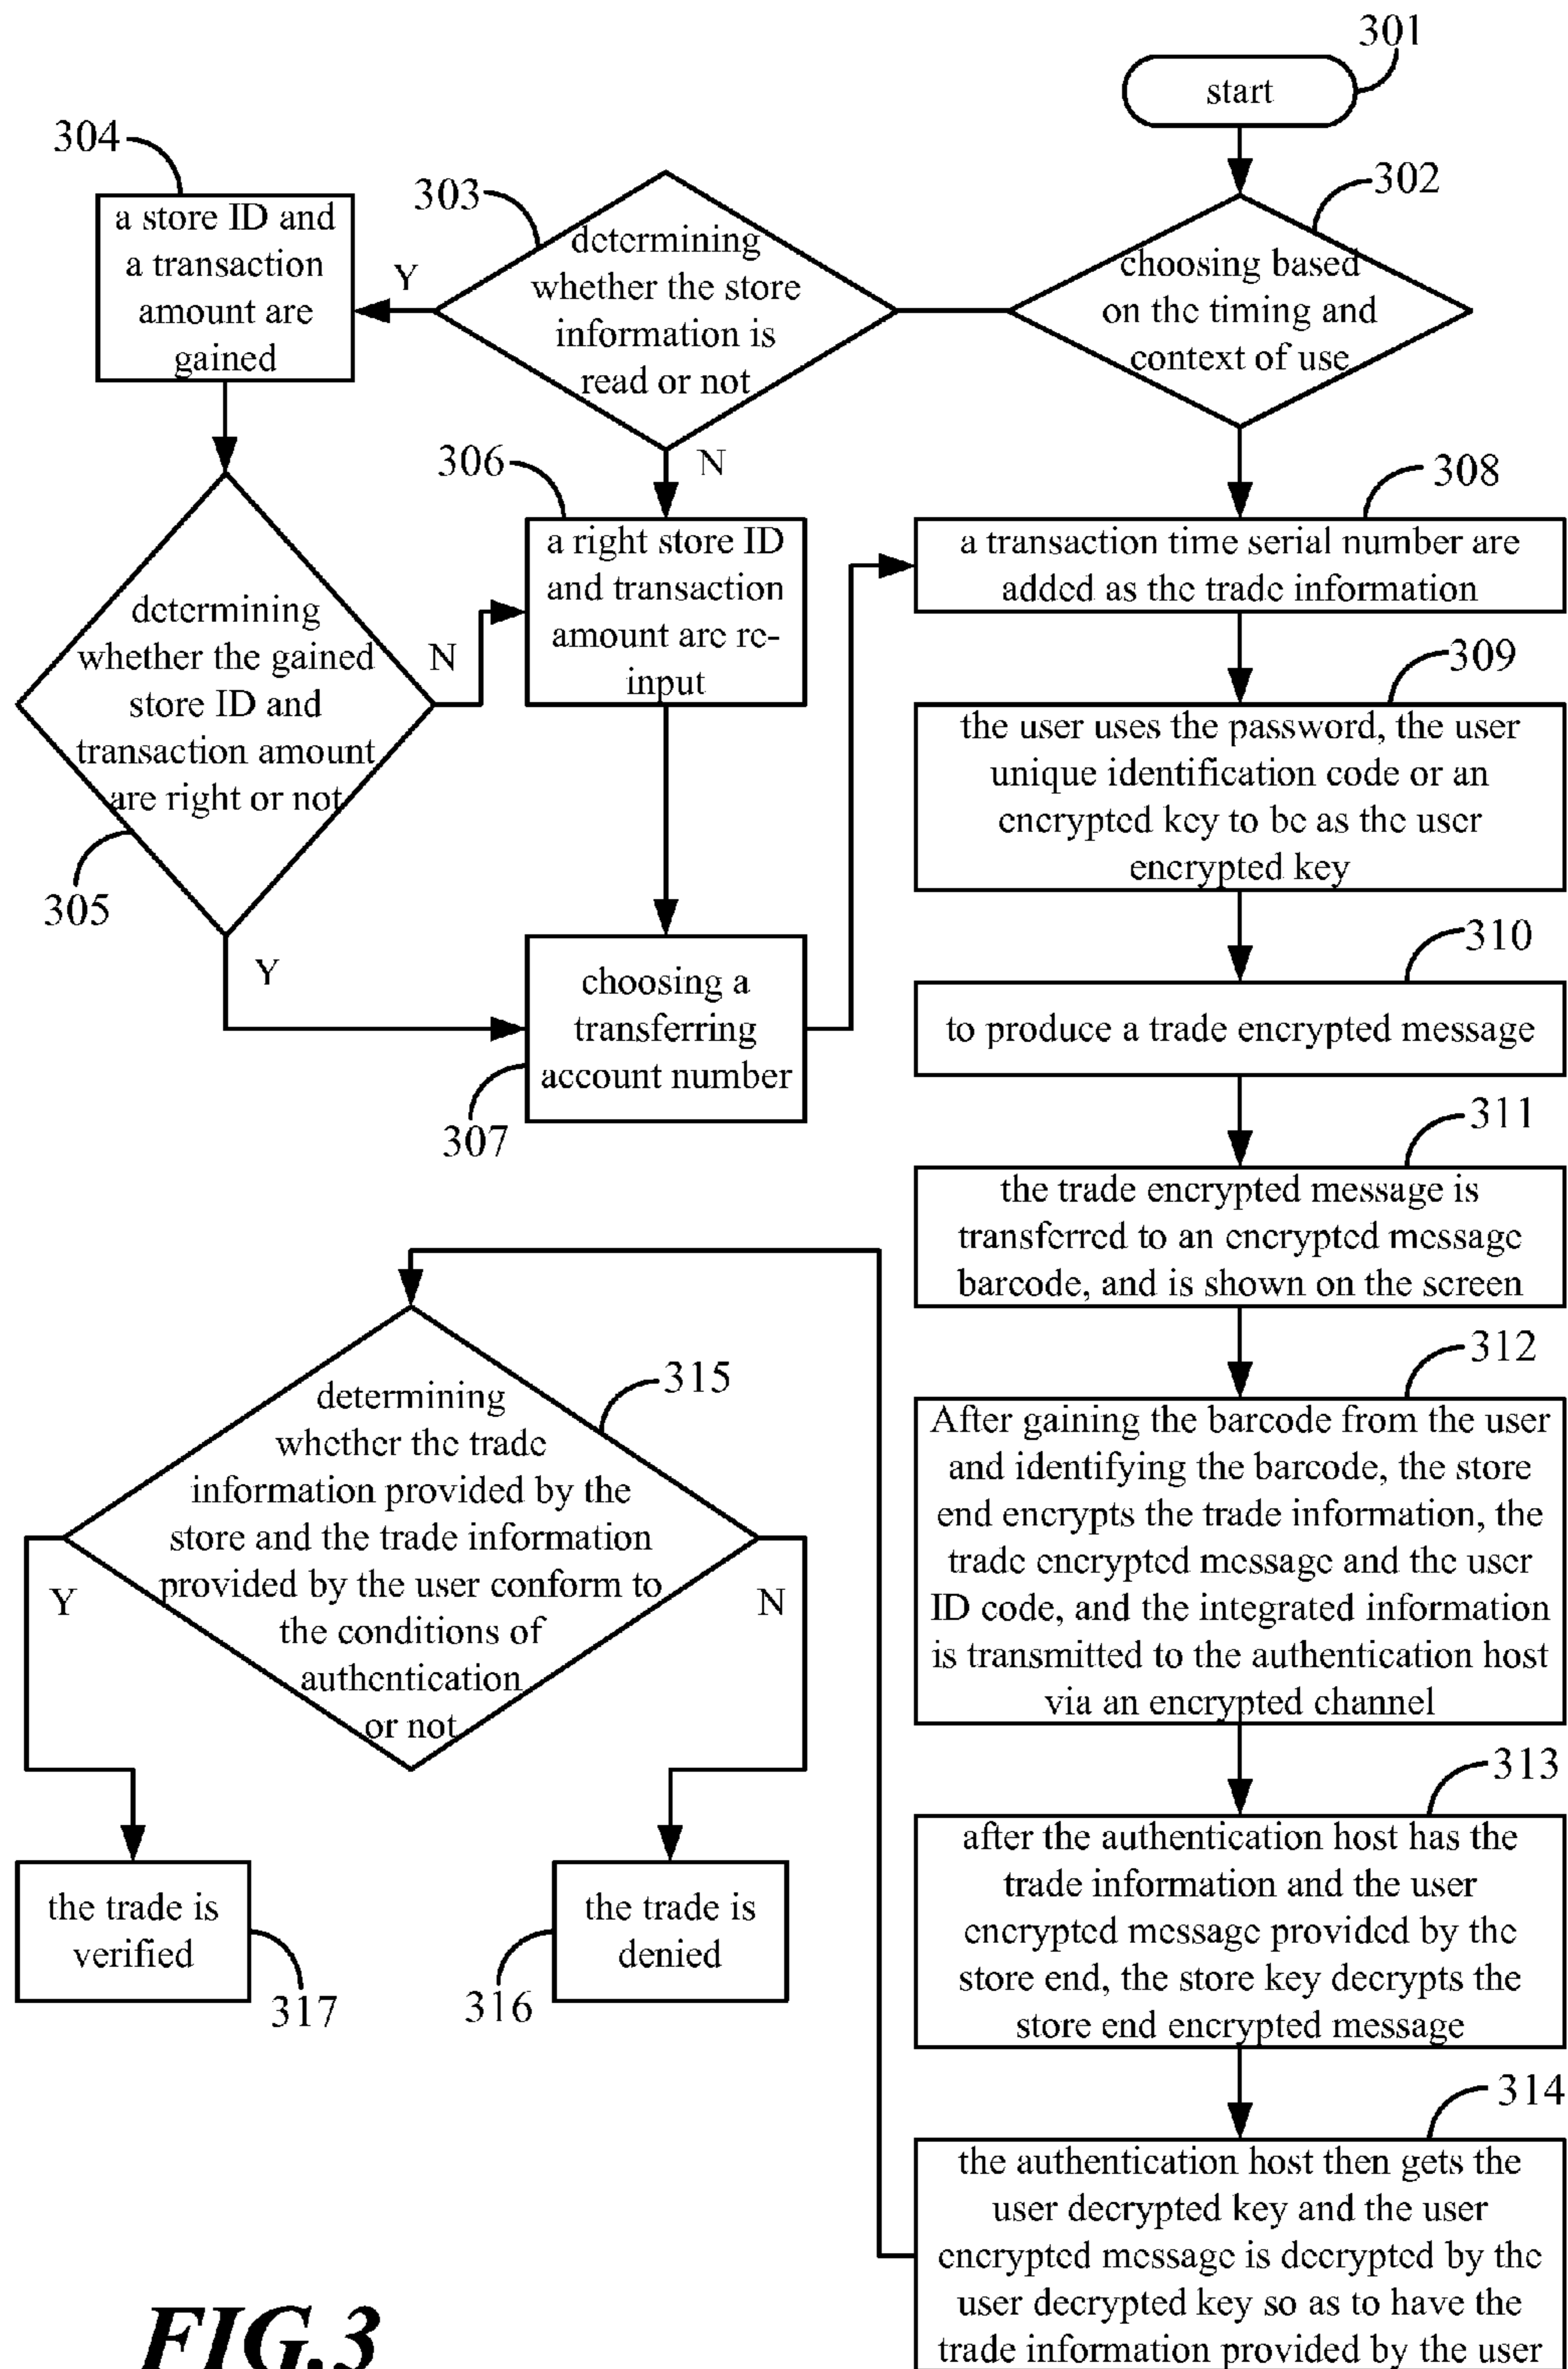 301
start
302
choosing based
on the timing and
context of use
303
determining
whether the store
information is
read or not
Y
N
304
a store ID and
a transaction
amount are
gained
305
determining
whether the gained
store ID and
transaction amount
are right or not
N
Y
306
a right store ID
and transaction
amount are re-
input
307
choosing a
transferring
account number
308
a transaction time serial number are
added as the trade information
309
the user uses the password, the user
unique identification code or an
encrypted key to be as the user
encrypted key
310
to produce a trade encrypted message
311
the trade encrypted message is
transferred to an encrypted message
barcode, and is shown on the screen
312
After gaining the barcode from the user
and identifying the barcode, the store
end encrypts the trade information, the
trade encrypted message and the user
ID code, and the integrated information
is transmitted to the authentication host
via an encrypted channel
313
after the authentication host has the
trade information and the user
encrypted message provided by the
store end, the store key decrypts the
store end encrypted message
314
the authentication host then gets the
user decrypted key and the user
encrypted message is decrypted by the
user decrypted key so as to have the
trade information provided by the user
315
determining
whether the trade
information provided by the
store and the trade information
provided by the user conform to
the conditions of
authentication
or not
Y
N
the trade is
verified
317
the trade is
denied
316
FIG.3